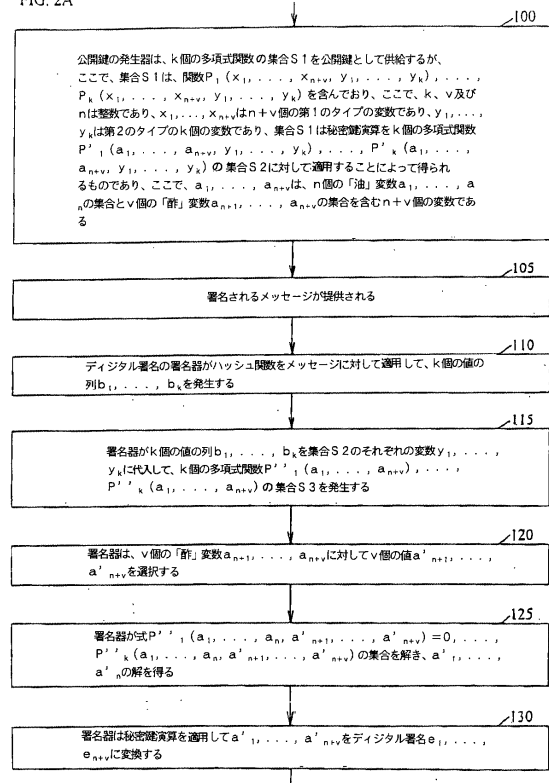 FIG. 2A
100
公開鍵の発生器は、k個の多項式関数の集合S1を公開鍵として供給するが、
ここで、集合S1は、関数P₁(x₁, . . . , xₙ₊ᵥ, y₁, . . . , yₖ), . . . ,
Pₖ(x₁, . . . , xₙ₊ᵥ, y₁, . . . , yₖ)を含んでおり、ここで、k、v及び
nは整数であり、x₁, . . . , xₙ₊ᵥはn+v個の第1のタイプの変数であり、y₁, . . . ,
yₖは第2のタイプのk個の変数であり、集合S1は秘密鍵演算をk個の多項式関数
P'₁(a₁, . . . , aₙ₊ᵥ, y₁, . . . , yₖ), . . . , P'ₖ(a₁, . . . ,
aₙ₊ᵥ, y₁, . . . , yₖ)の集合S2に対して適用することによって得られ
るものであり、ここで、a₁, . . . , aₙ₊ᵥは、n個の「油」変数a₁, . . . , a
ₙの集合とv個の「酢」変数aₙ₊₁, . . . , aₙ₊ᵥの集合を含むn+v個の変数であ
る
105
署名されるメッセージが提供される
110
ディジタル署名の署名器がハッシュ関数をメッセージに対して適用して、k個の値の
列b₁, . . . , bₖを発生する
115
署名器がk個の値の列b₁, . . . , bₖを集合S2のそれぞれの変数y₁, . . . ,
yₖに代入して、k個の多項式関数P''₁(a₁, . . . , aₙ₊ᵥ), . . . ,
P''ₖ(a₁, . . . , aₙ₊ᵥ)の集合S3を発生する
120
署名器は、v個の「酢」変数aₙ₊₁, . . . , aₙ₊ᵥに対してv個の値a'ₙ₊₁, . . . ,
a'ₙ₊ᵥを選択する
125
署名器が式P''₁(a₁, . . . , aₙ, a'ₙ₊₁, . . . , a'ₙ₊ᵥ)=0, . . . ,
P''ₖ(a₁, . . . , aₙ, a'ₙ₊₁, . . . , a'ₙ₊ᵥ)の集合を解き、a'₁, . . . ,
a'ₙの解を得る
130
署名器は秘密鍵演算を適用してa'₁, . . . , a'ₙ₊ᵥをディジタル署名e₁, . . . ,
eₙ₊ᵥに変換する